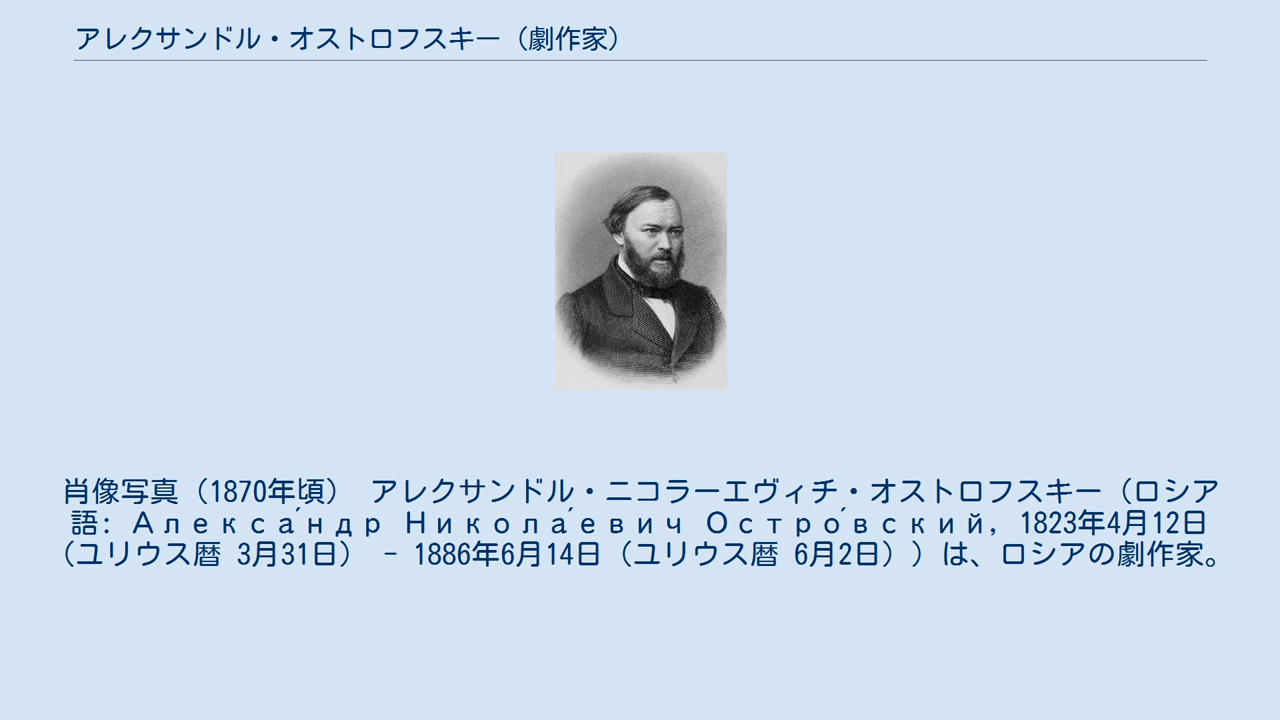 アレクサンドル・オストロフスキー（劇作家）
肖像写真（1870年頃） アレクサンドル・ニコラーエヴィチ・オストロフスキー（ロシア
語: Алекса́ндр Никола́евич Остро́вский, 1823年4月12日
（ユリウス暦 3月31日） - 1886年6月14日（ユリウス暦 6月2日））は、ロシアの劇作家。